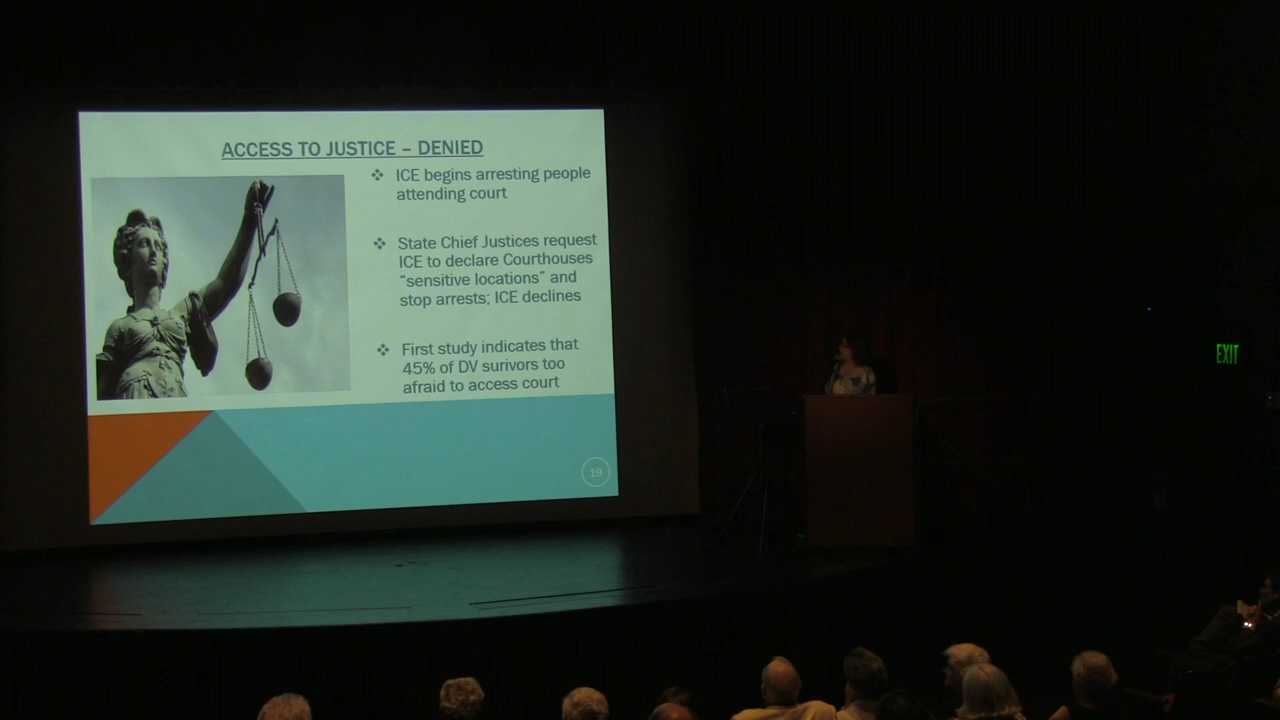 ACCESS TO JUSTICE – DENIED
❖ ICE begins arresting people
attending court
❖ State Chief Justices request
ICE to declare Courthouses
“sensitive locations” and
stop arrests; ICE declines
❖ First study indicates that
45% of DV surivors too
afraid to access court
19
EXIT